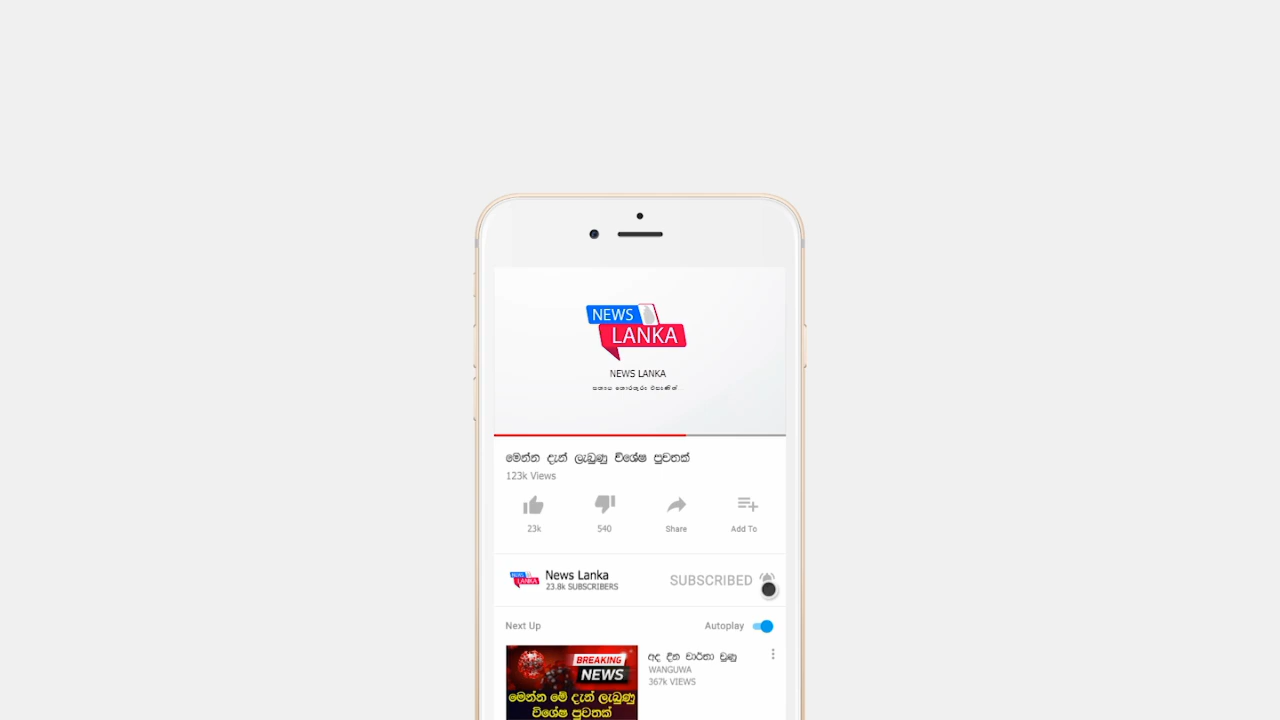 NEWS
LANKA
NEWS LANKA
මෙන්න දැන් ලැබුණු විශේෂ පුවතක්
123k Views
23k
540
Share
Add To
News Lanka
23.8k SUBSCRIBERS
SUBSCRIBED
Next Up
Autoplay
BREAKING
NEWS
මෙන්න මේ දැන් ලැබුණු
විශේෂ පුවතක්
අද දින වාර්තා වුණු
WANGUWA
367k VIEWS